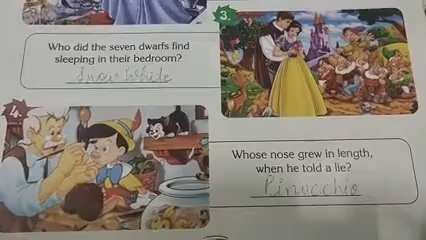 3.
Who did the seven dwarfs find
sleeping in their bedroom?
Snow White
4.
Whose nose grew in length,
when he told a lie?
Pinocchio